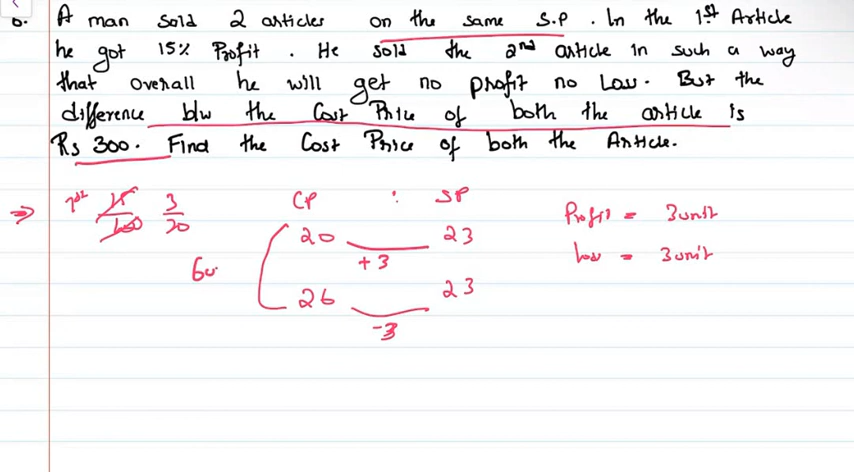 8. A man sold 2 articles on the same S.P. In the 1st Article
he got 15% Profit. He sold the 2nd article in such a way
that overall he will get no profit no Loss. But the
difference b/w the Cost Price of both the article is
Rs 300. Find the Cost Price of both the Article.
⇒ 1st 15/100 3/20 CP : SP Profit = 3unit
20 23 Loss = 3unit
+3
6u.
26 23
-3